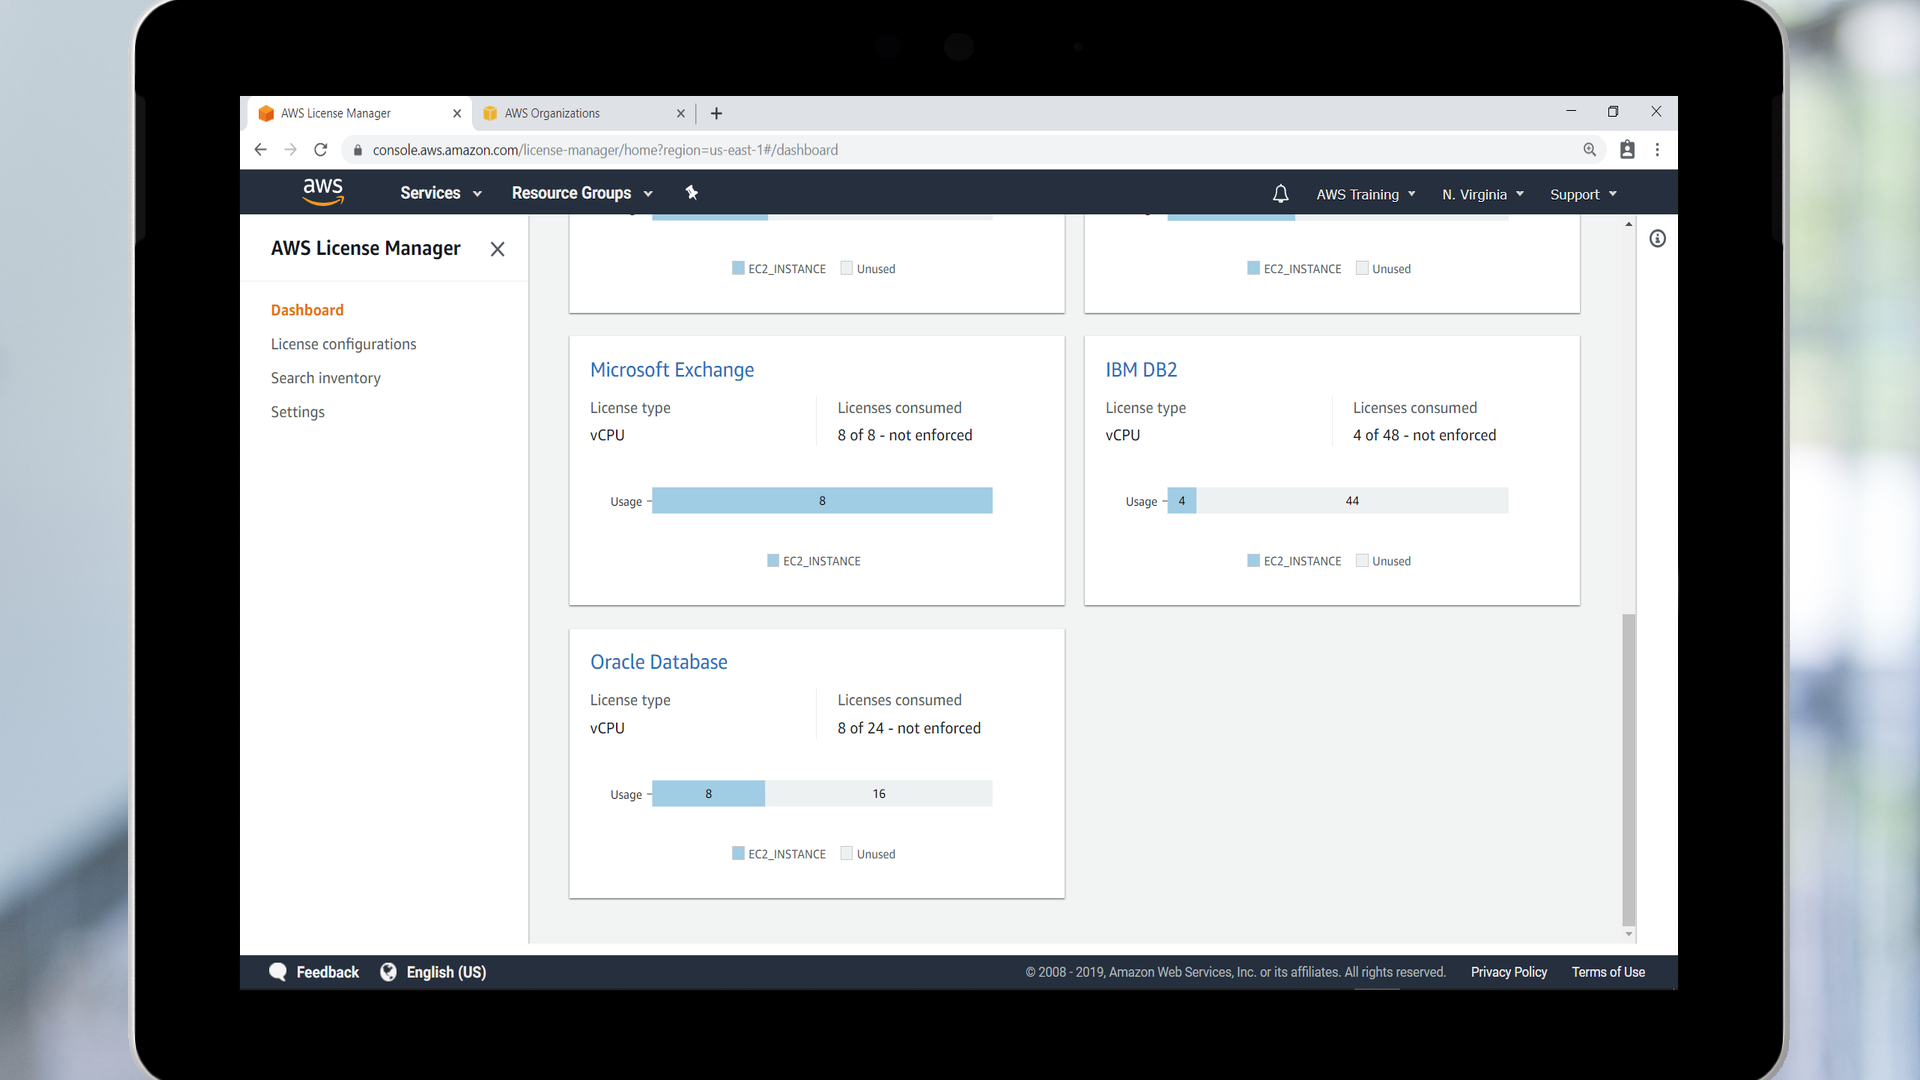 AWS License Manager
AWS Organizations
console.aws.amazon.com/license-manager/home?region=us-east-1#/dashboard
aws
Services
Resource Groups
AWS Training
N. Virginia
Support
AWS License Manager
Dashboard
License configurations
Search inventory
Settings
EC2_INSTANCE Unused
EC2_INSTANCE Unused
Microsoft Exchange
License type
vCPU
Licenses consumed
8 of 8 - not enforced
Usage 8
EC2_INSTANCE
IBM DB2
License type
vCPU
Licenses consumed
4 of 48 - not enforced
Usage 4 44
EC2_INSTANCE Unused
Oracle Database
License type
vCPU
Licenses consumed
8 of 24 - not enforced
Usage 8 16
EC2_INSTANCE Unused
Feedback
English (US)
© 2008 - 2019, Amazon Web Services, Inc. or its affiliates. All rights reserved.
Privacy Policy
Terms of Use